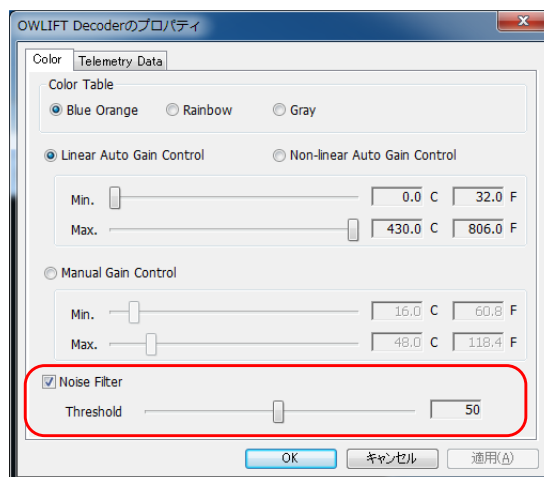 OWLIFT Decoderのプロパティ
Color Telemetry Data
Color Table
Blue Orange Rainbow Gray
Linear Auto Gain Control Non-linear Auto Gain Control
Min. 0.0 C 32.0 F
Max. 430.0 C 806.0 F
Manual Gain Control
Min. 16.0 C 60.8 F
Max. 48.0 C 118.4 F
Noise Filter
Threshold 50
OK キャンセル 適用(A)